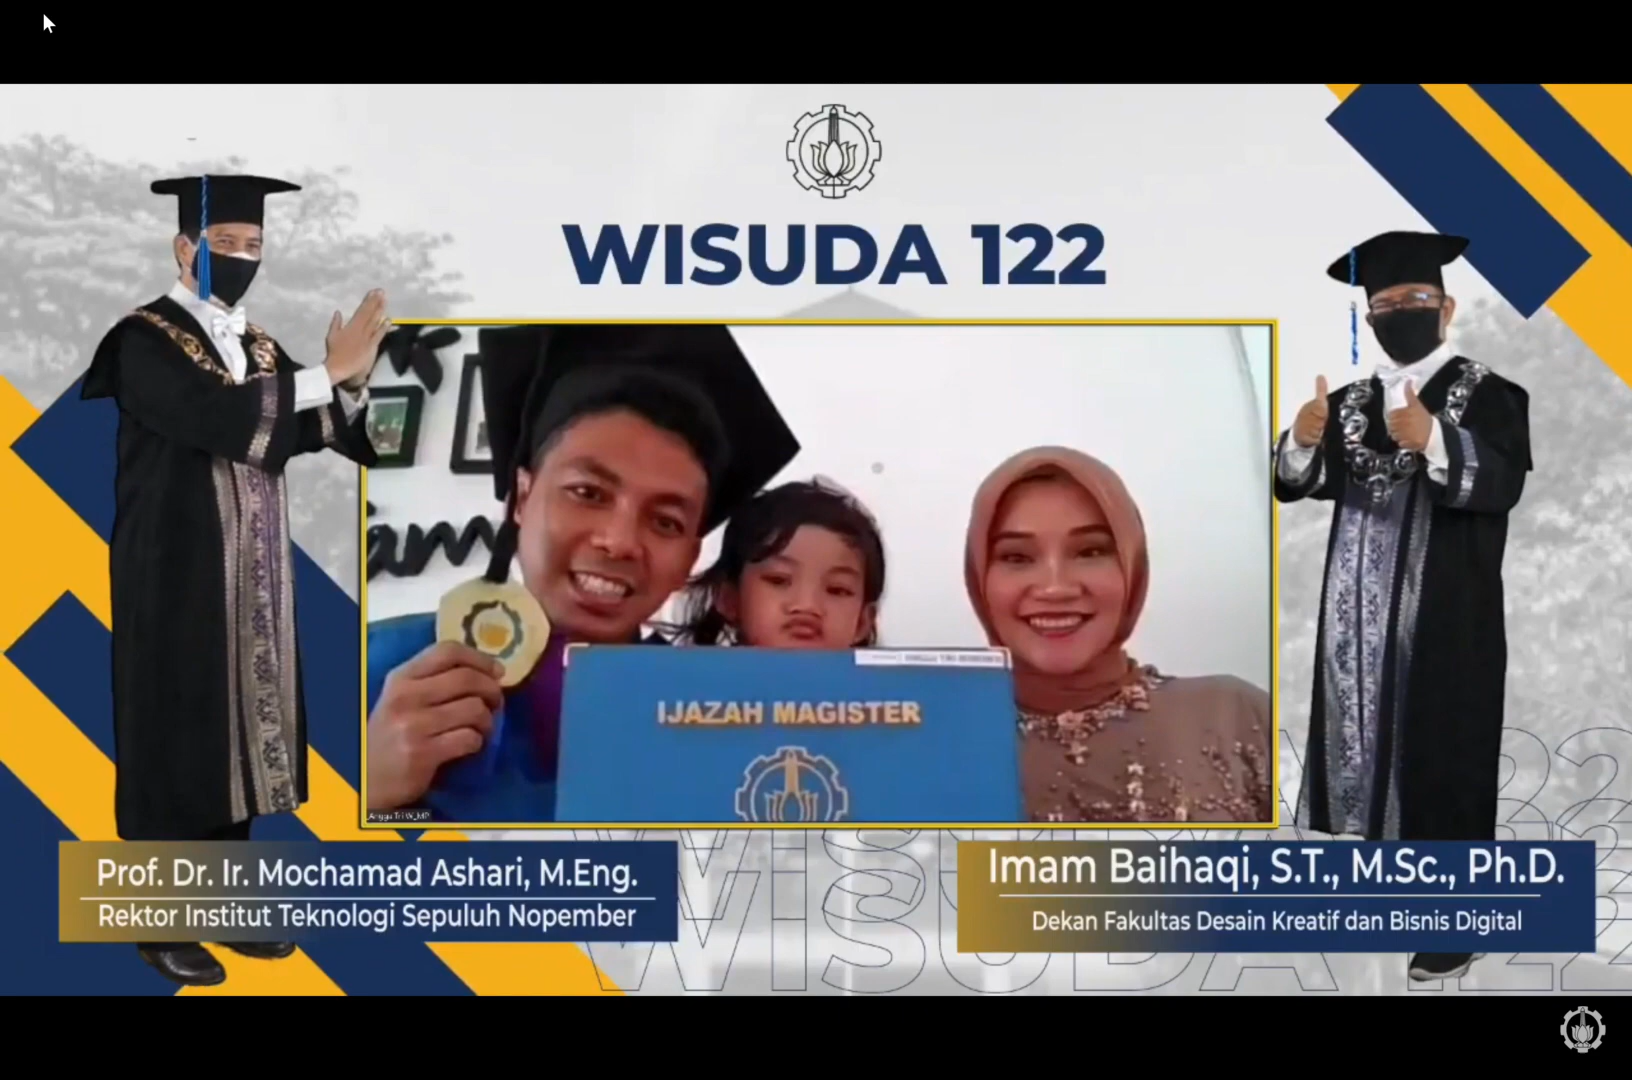 WISUDA 122
IJAZAH MAGISTER
Prof. Dr. Ir. Mochamad Ashari, M.Eng.
Rektor Institut Teknologi Sepuluh Nopember
Imam Baihaqi, S.T., M.Sc., Ph.D.
Dekan Fakultas Desain Kreatif dan Bisnis Digital
WISUDA 122